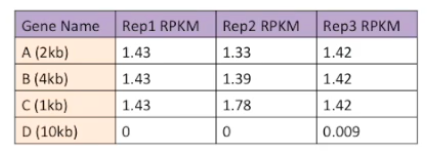 Gene Name Rep1 RPKM Rep2 RPKM Rep3 RPKM
A (2kb) 1.43 1.33 1.42
B (4kb) 1.43 1.39 1.42
C (1kb) 1.43 1.78 1.42
D (10kb) 0 0 0.009